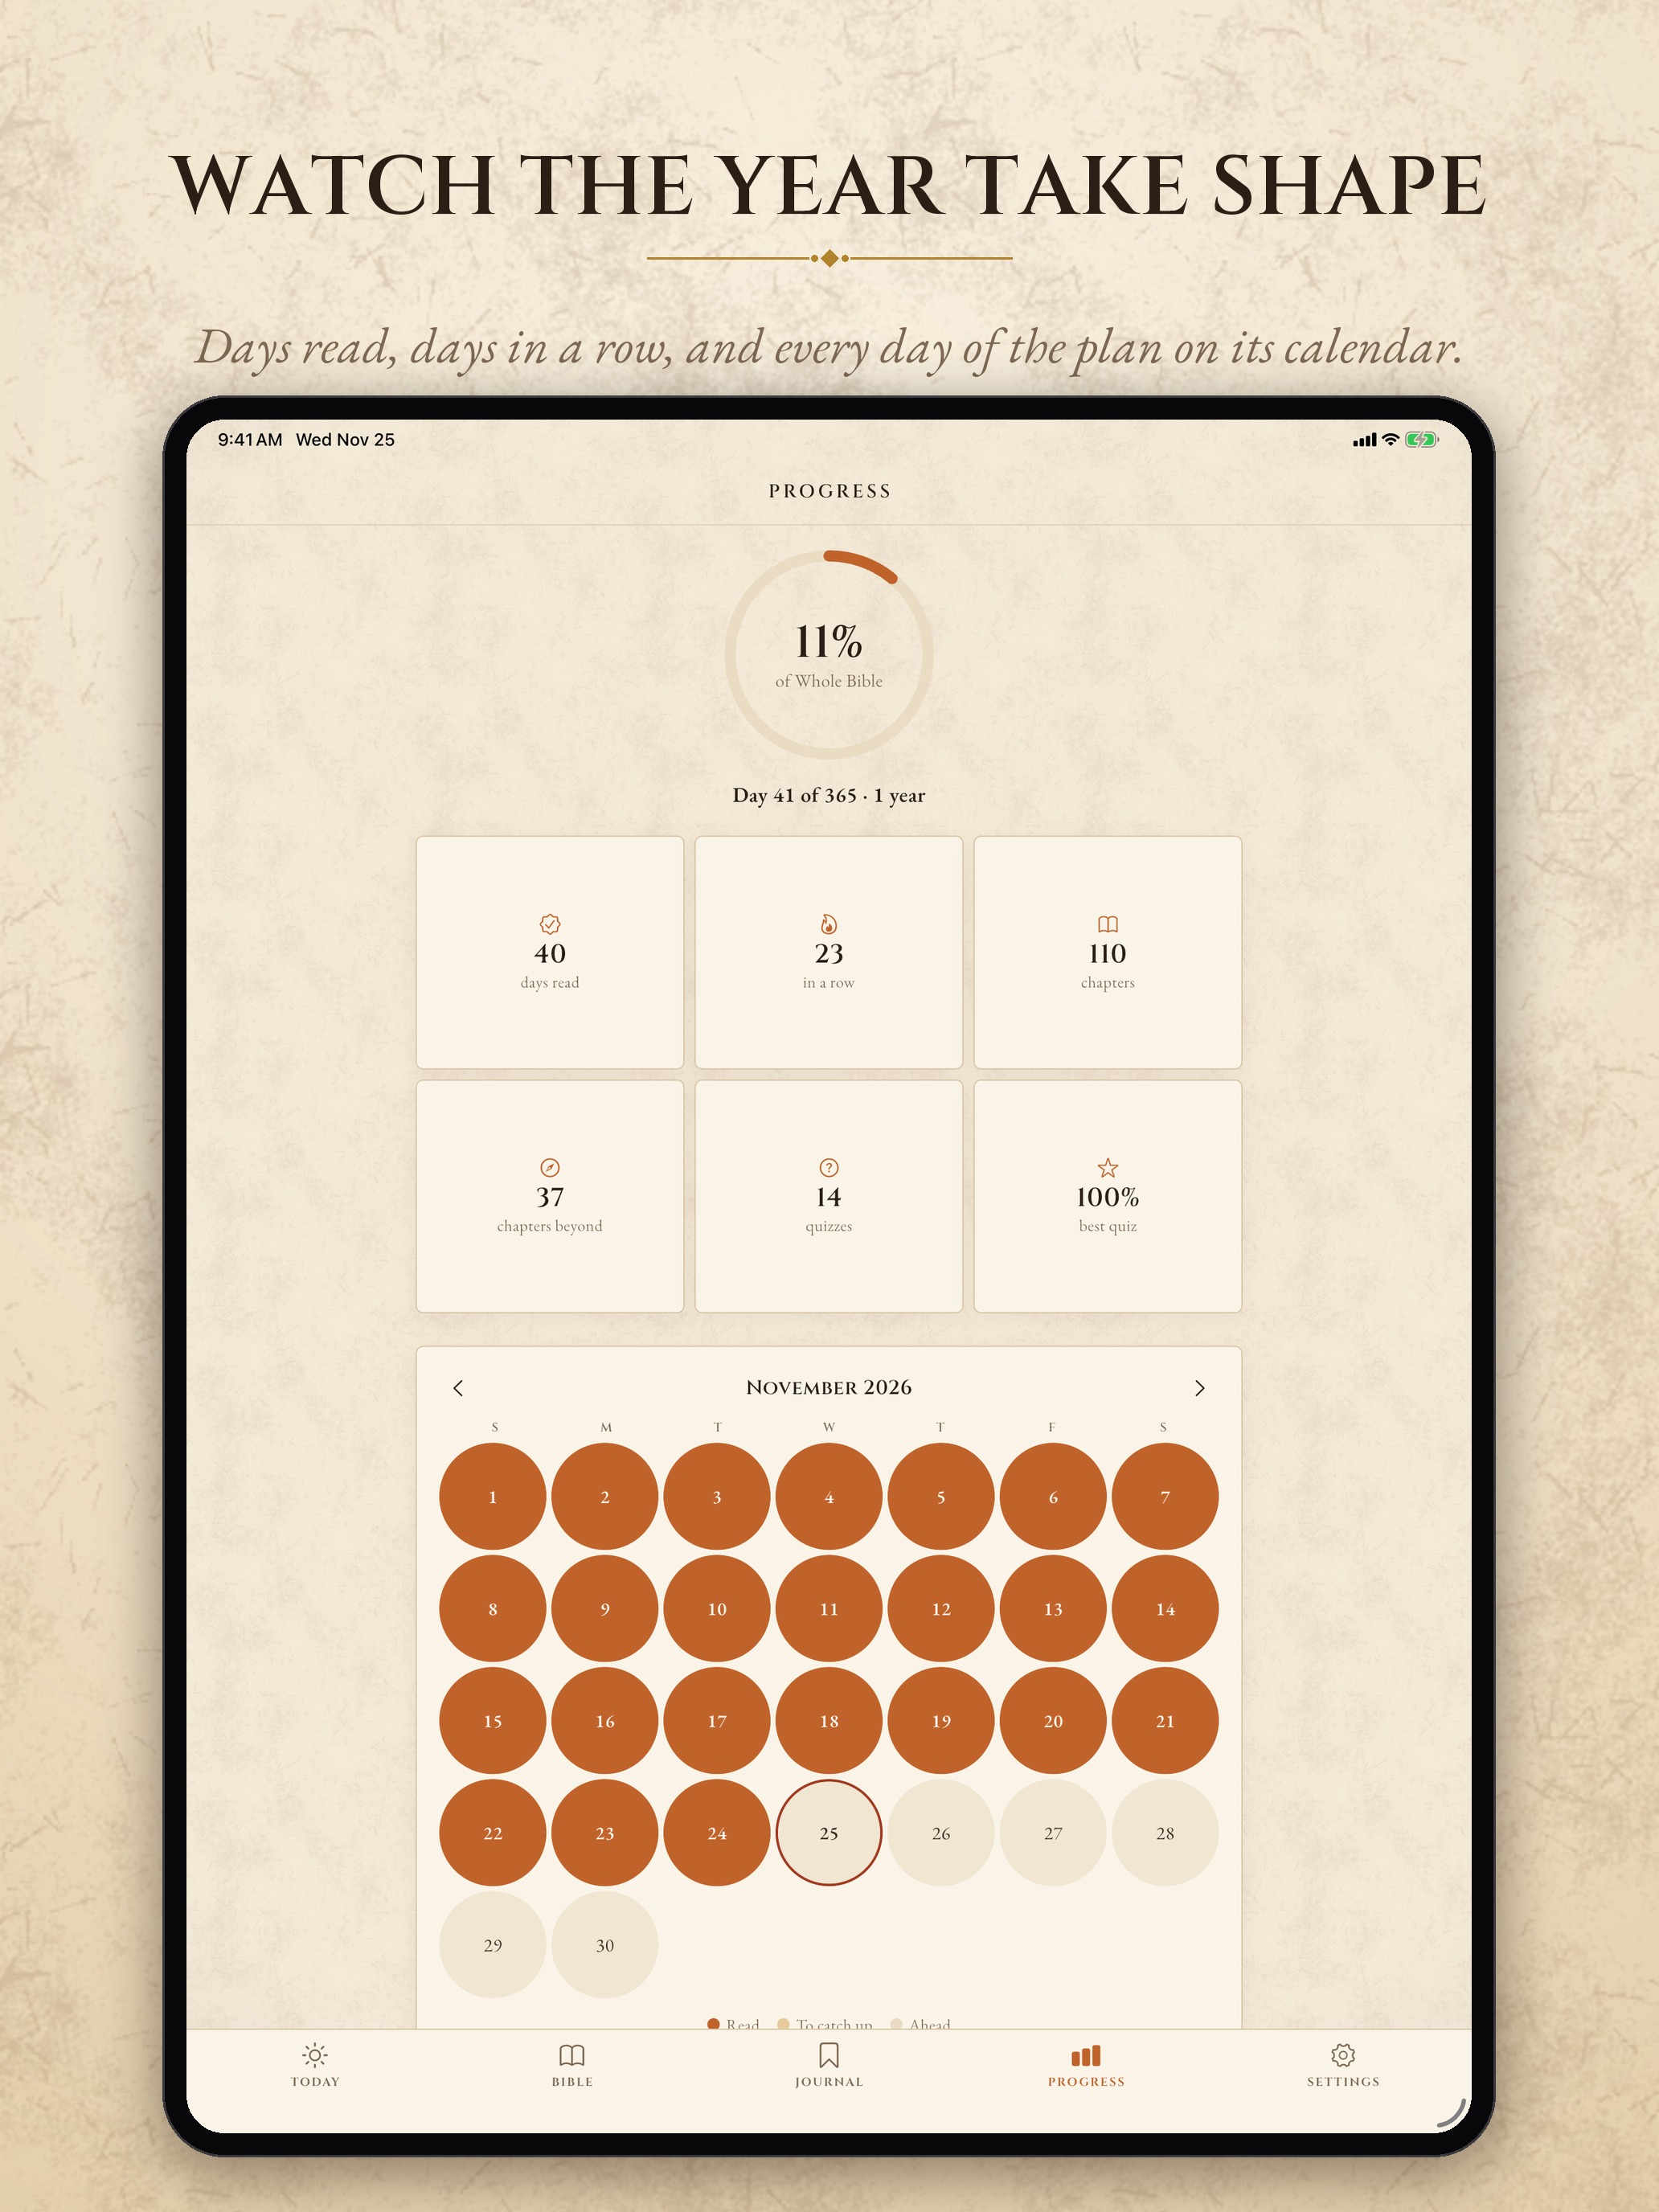 WATCH THE YEAR TAKE SHAPE
Days read, days in a row, and every day of the plan on its calendar.
9:41 AM Wed Nov 25
PROGRESS
11%
of Whole Bible
Day 41 of 365 · 1 year
40
days read
23
in a row
110
chapters
37
chapters beyond
14
quizzes
100%
best quiz
November 2026
S M T W T F S
1 2 3 4 5 6 7
8 9 10 11 12 13 14
15 16 17 18 19 20 21
22 23 24 25 26 27 28
29 30
Read To catch up Ahead
TODAY BIBLE JOURNAL PROGRESS SETTINGS